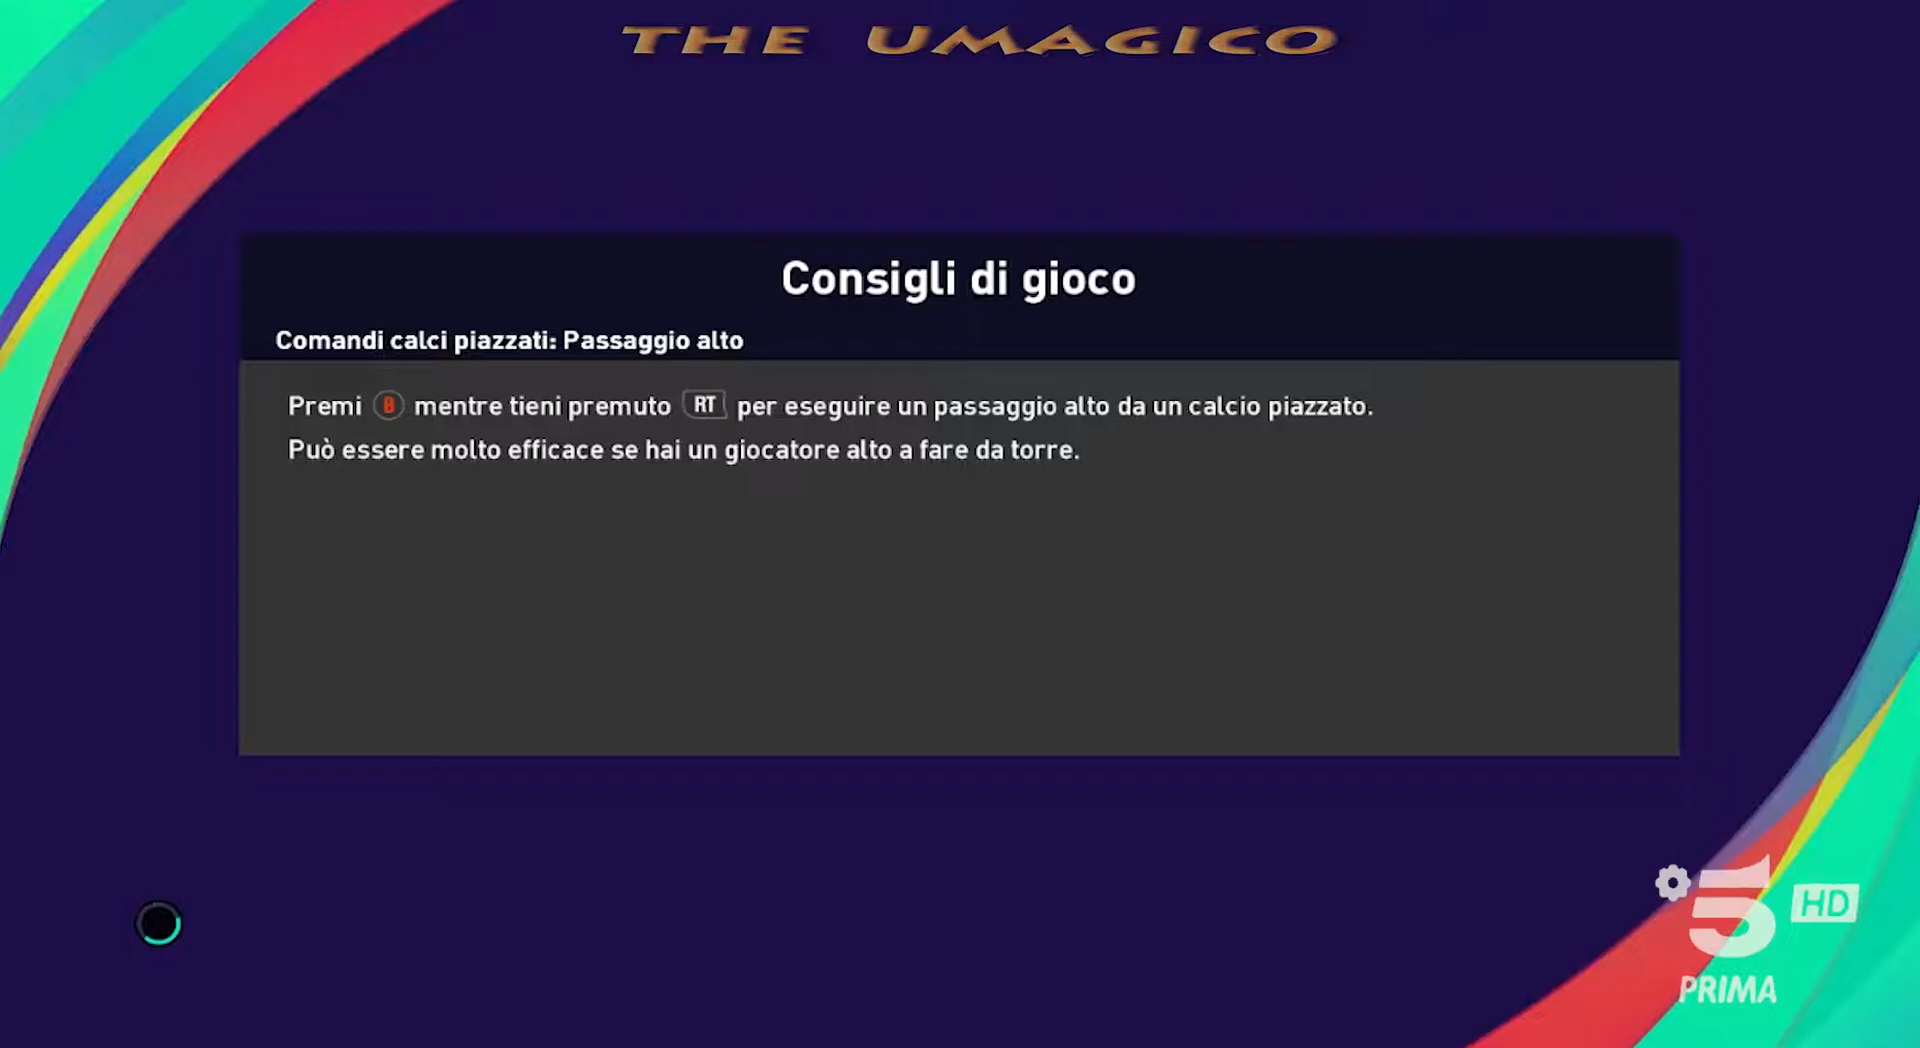 THE UMAGICO
Consigli di gioco
Comandi calci piazzati: Passaggio alto
Premi B mentre tieni premuto RT per eseguire un passaggio alto da un calcio piazzato.
Può essere molto efficace se hai un giocatore alto a fare da torre.
5 HD
PRIMA